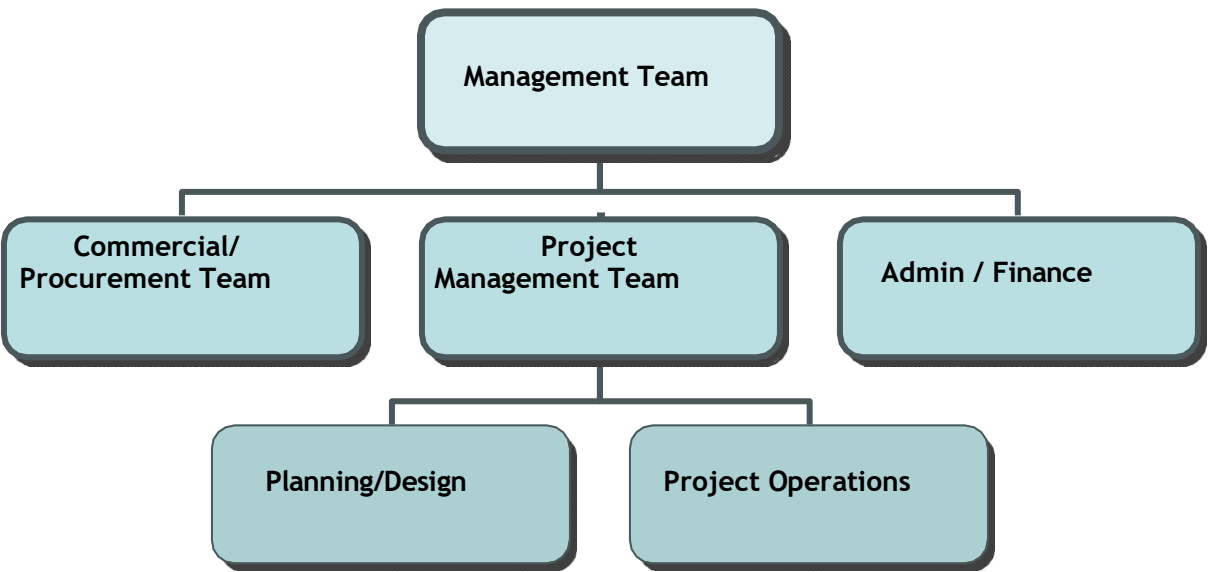 Management Team
Commercial/
Procurement Team
Project
Management Team
Admin / Finance
Planning/Design
Project Operations